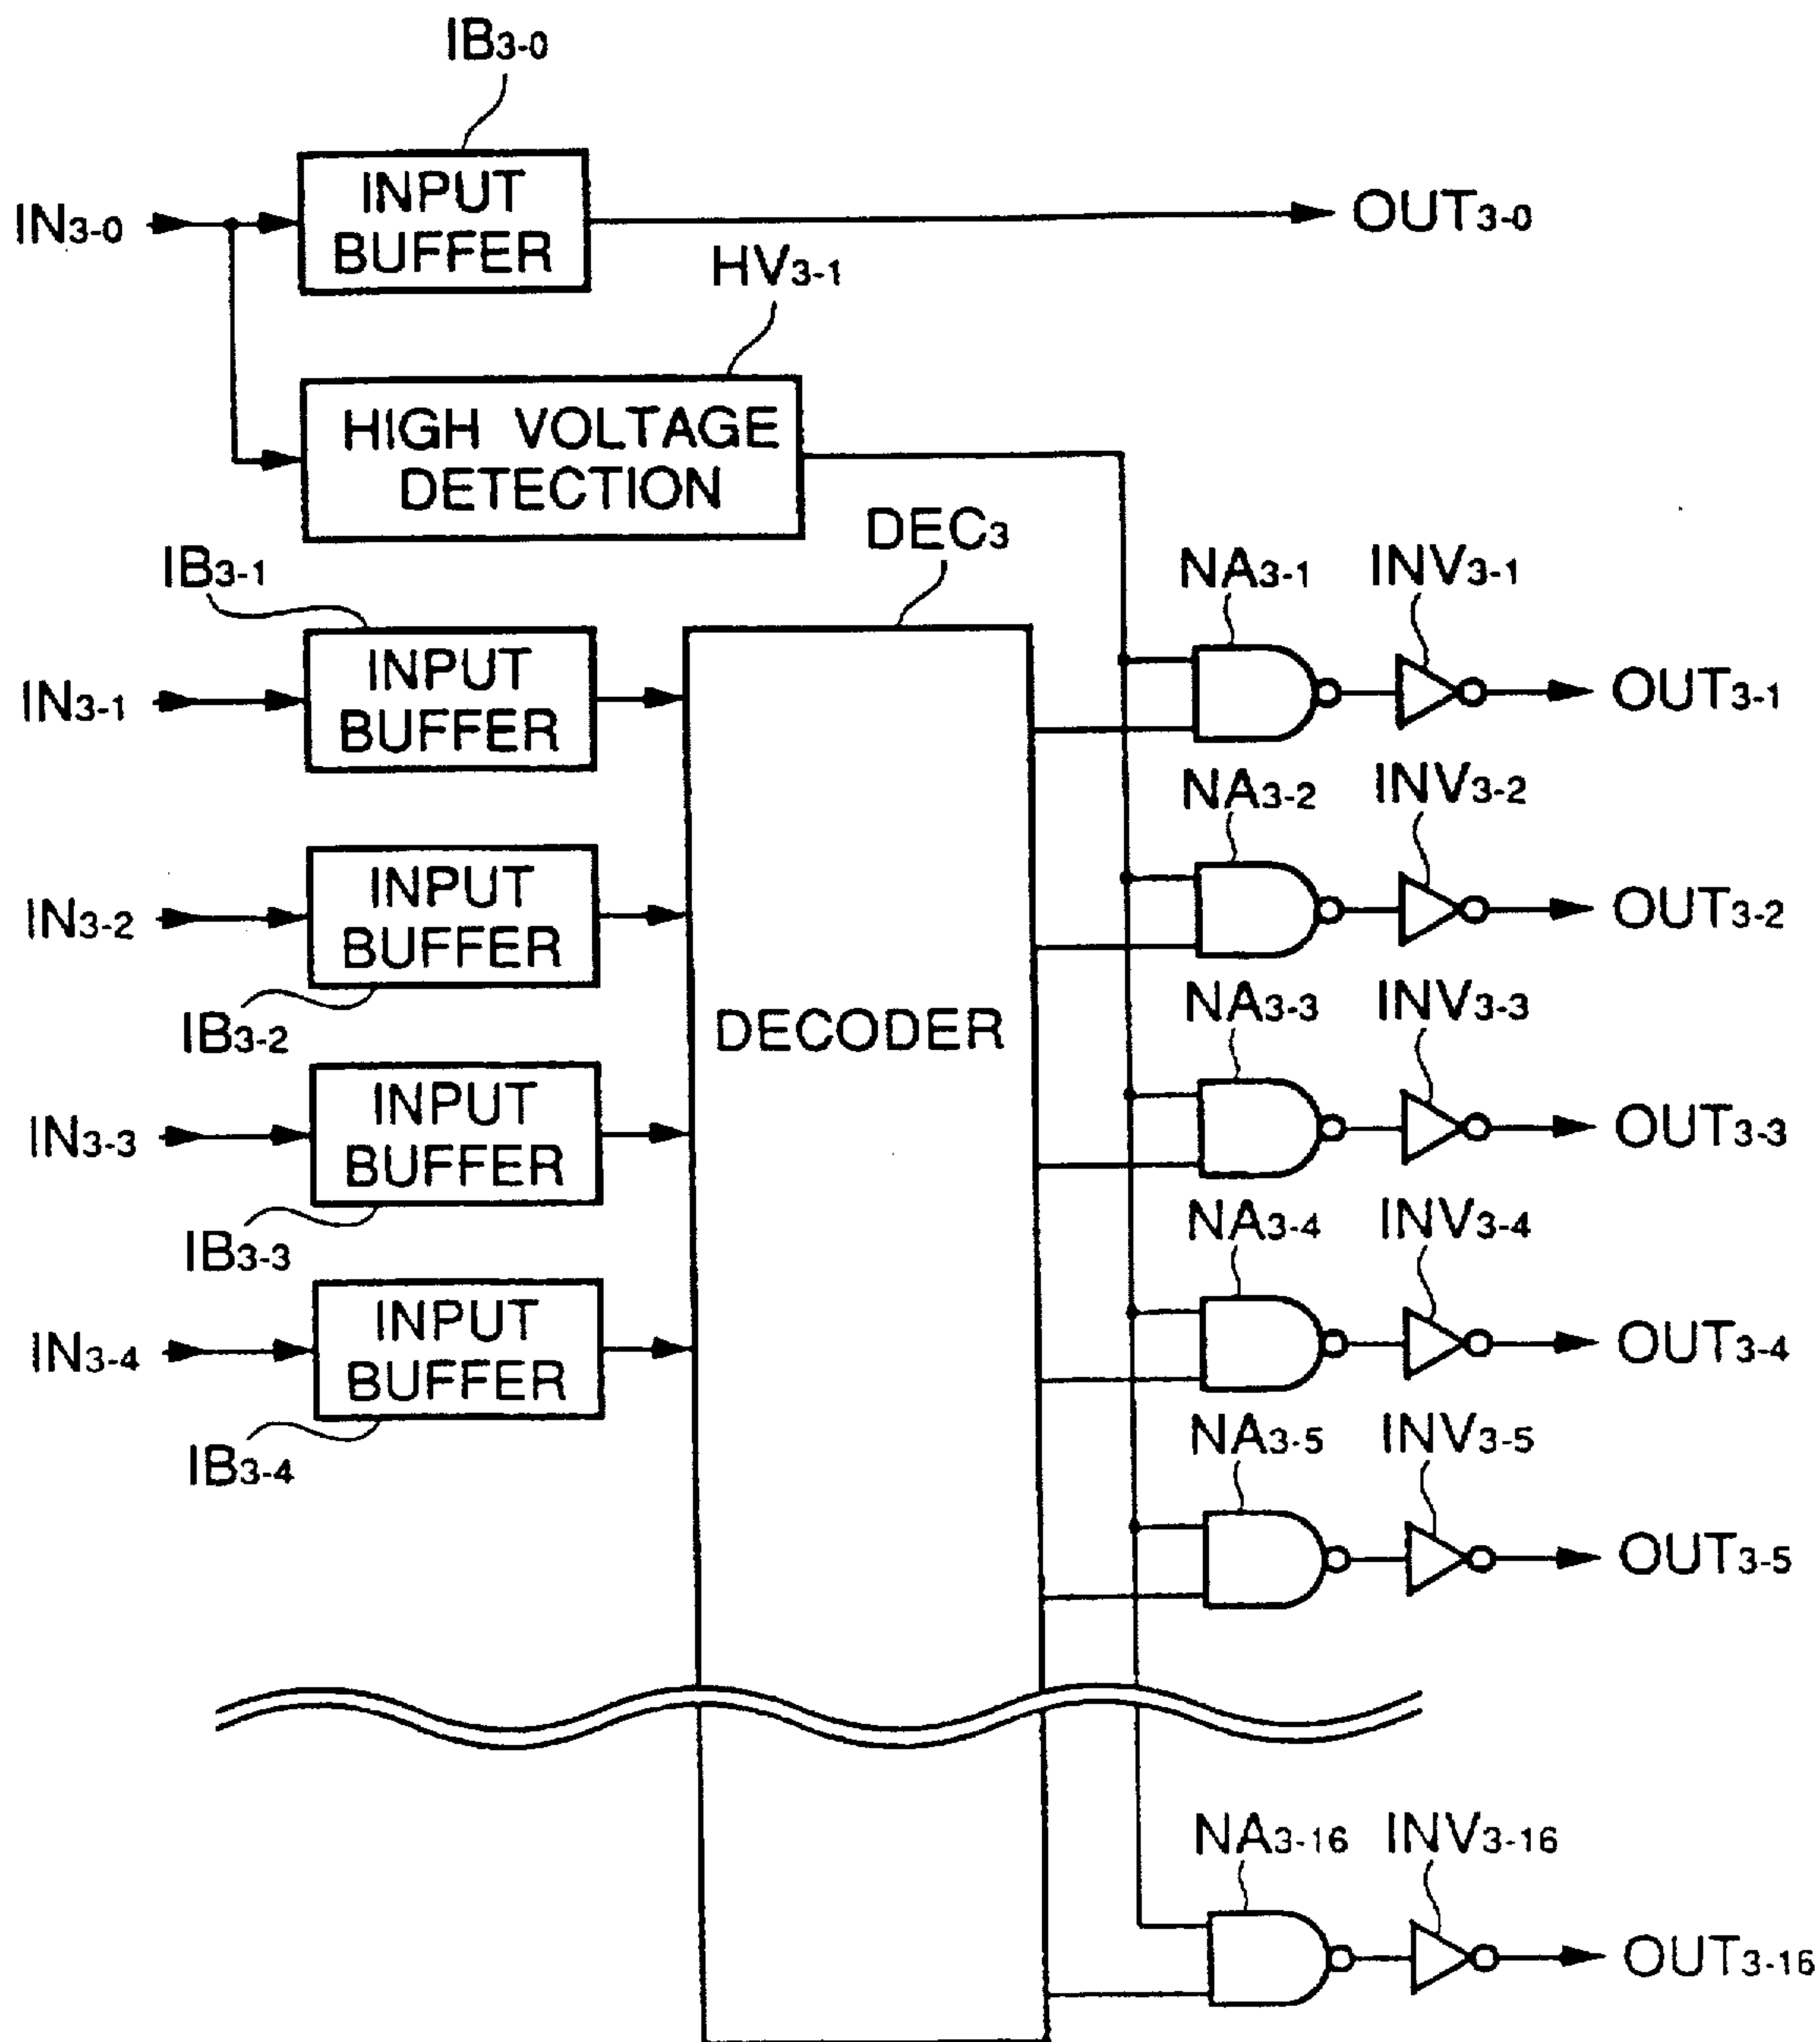 IB3-0
IN3-0
INPUT
BUFFER
OUT3-0
HV3-1
HIGH VOLTAGE
DETECTION
DEC3
IB3-1
NA3-1
INV3-1
IN3-1
INPUT
BUFFER
OUT3-1
NA3-2
INV3-2
IN3-2
INPUT
BUFFER
OUT3-2
IB3-2
DECODER
NA3-3
INV3-3
IN3-3
INPUT
BUFFER
OUT3-3
IB3-3
NA3-4
INV3-4
IN3-4
INPUT
BUFFER
OUT3-4
IB3-4
NA3-5
INV3-5
OUT3-5
NA3-16
INV3-16
OUT3-16